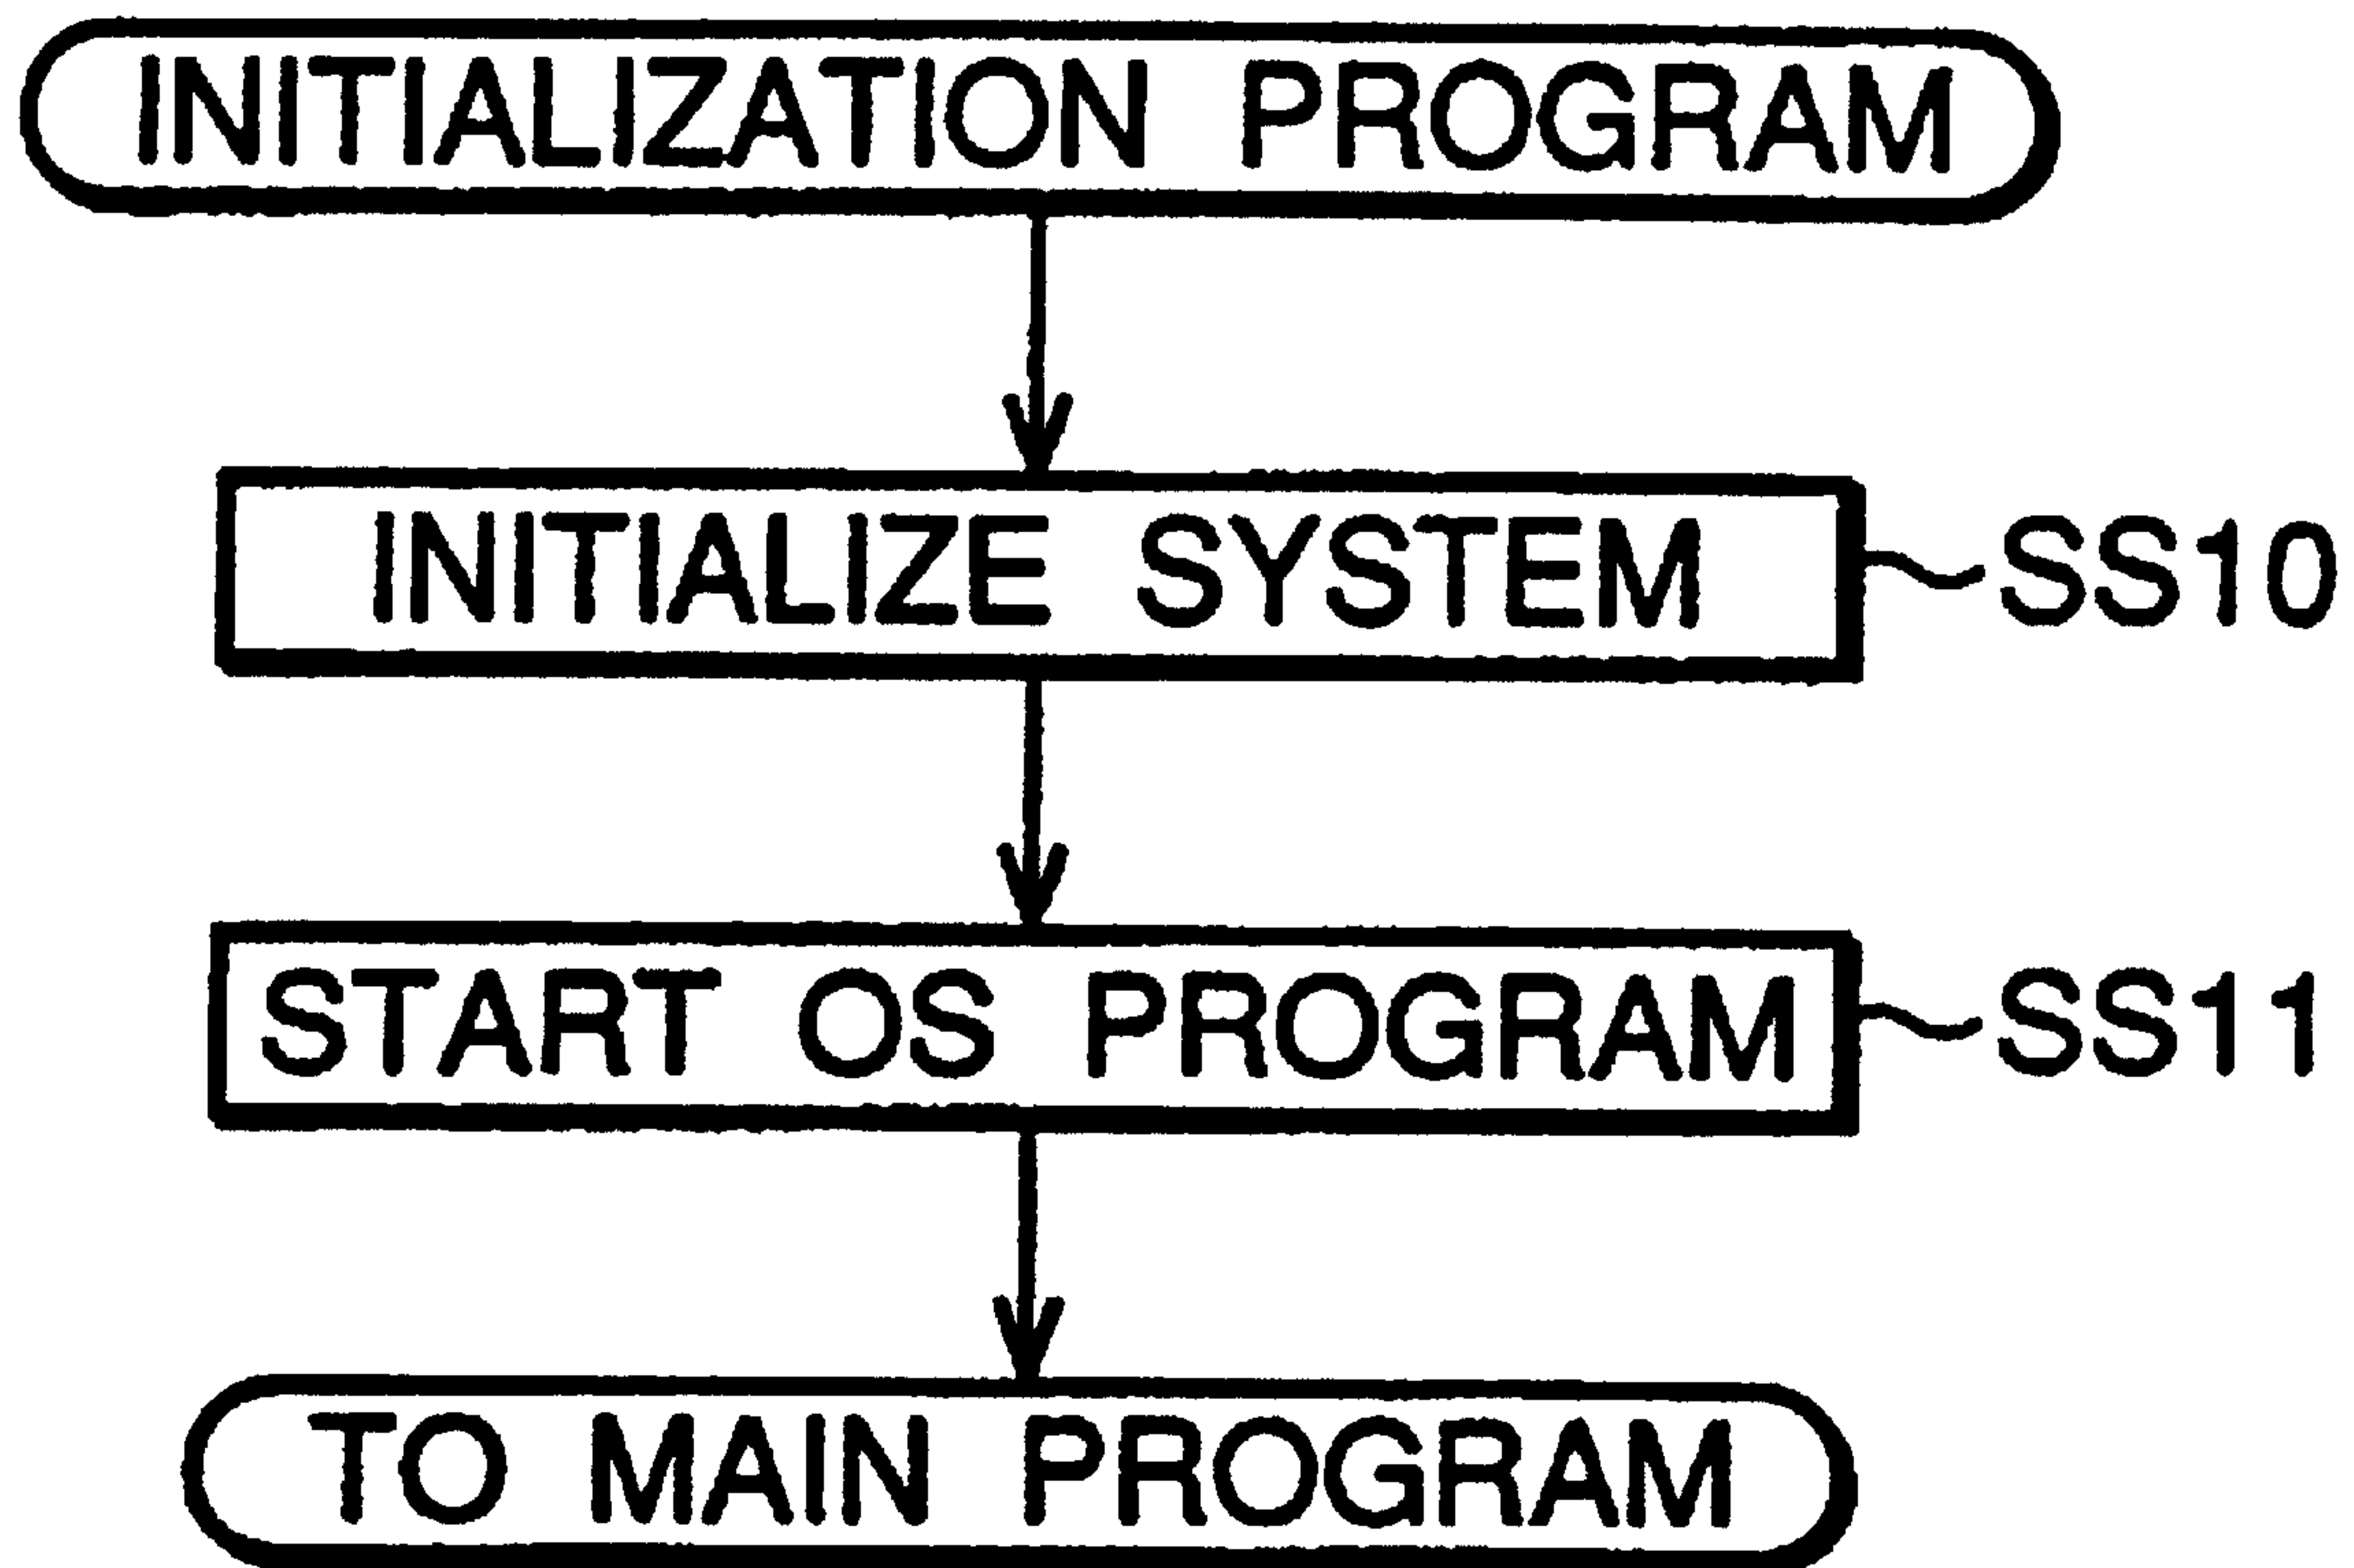 INITIALIZATION PROGRAM
INITIALIZE SYSTEM
SS10
START OS PROGRAM
SS11
TO MAIN PROGRAM